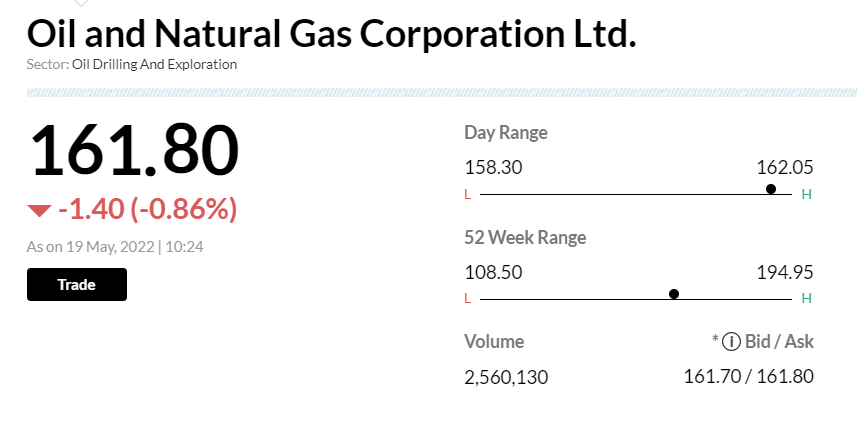 Oil and Natural Gas Corporation Ltd.
Sector: Oil Drilling And Exploration
161.80
-1.40 (-0.86%)
As on 19 May, 2022 | 10:24
Trade
Day Range
158.30 162.05
L H
52 Week Range
108.50 194.95
L H
Volume * i Bid / Ask
2,560,130 161.70 / 161.80